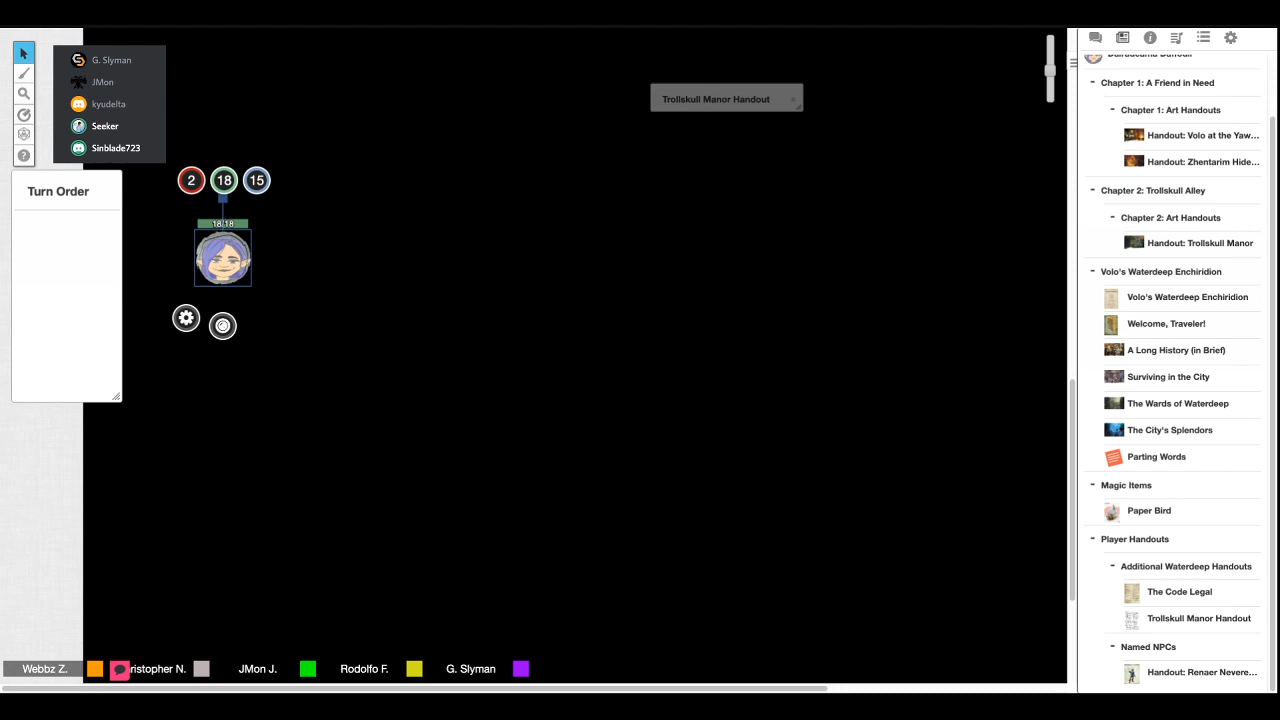 G. Slyman
JMon
kyudelta
Seeker
Sinblade723
Turn Order
2
18
15
18/18
Trollskull Manor Handout
Chapter 1: A Friend in Need
Chapter 1: Art Handouts
Handout: Volo at the Yaw...
Handout: Zhentarim Hide...
Chapter 2: Trollskull Alley
Chapter 2: Art Handouts
Handout: Trollskull Manor
Volo's Waterdeep Enchiridion
Volo's Waterdeep Enchiridion
Welcome, Traveler!
A Long History (in Brief)
Surviving in the City
The Wards of Waterdeep
The City's Splendors
Parting Words
Magic Items
Paper Bird
Player Handouts
Additional Waterdeep Handouts
The Code Legal
Trollskull Manor Handout
Named NPCs
Handout: Renaer Nevere...
Webbz Z.
ristopher N.
JMon J.
Rodolfo F.
G. Slyman